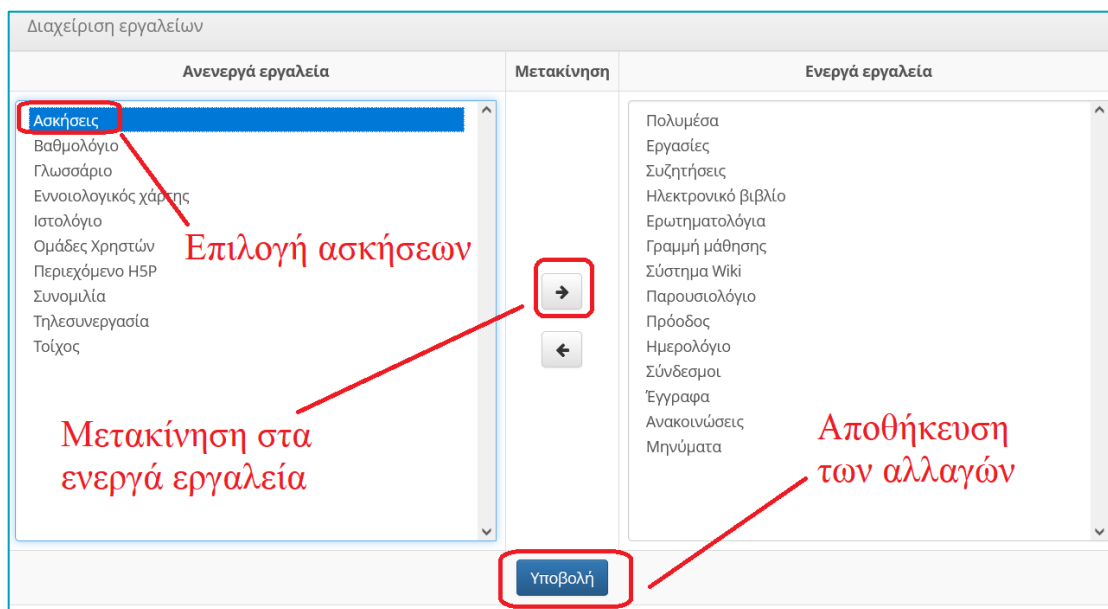 Διαχείριση εργαλείων
Ανενεργά εργαλεία
Μετακίνηση
Ενεργά εργαλεία
Ασκήσεις
Βαθμολόγιο
Γλωσσάριο
Εννοιολογικός χάρτης
Ιστολόγιο
Ομάδες Χρηστών
Περιεχόμενο H5P
Συνομιλία
Τηλεσυνεργασία
Τοίχος
Επιλογή ασκήσεων
Μετακίνηση στα
ενεργά εργαλεία
Πολυμέσα
Εργασίες
Συζητήσεις
Ηλεκτρονικό βιβλίο
Ερωτηματολόγια
Γραμμή μάθησης
Σύστημα Wiki
Παρουσιολόγιο
Πρόοδος
Ημερολόγιο
Σύνδεσμοι
Έγγραφα
Ανακοινώσεις
Μηνύματα
Αποθήκευση
των αλλαγών
Υποβολή